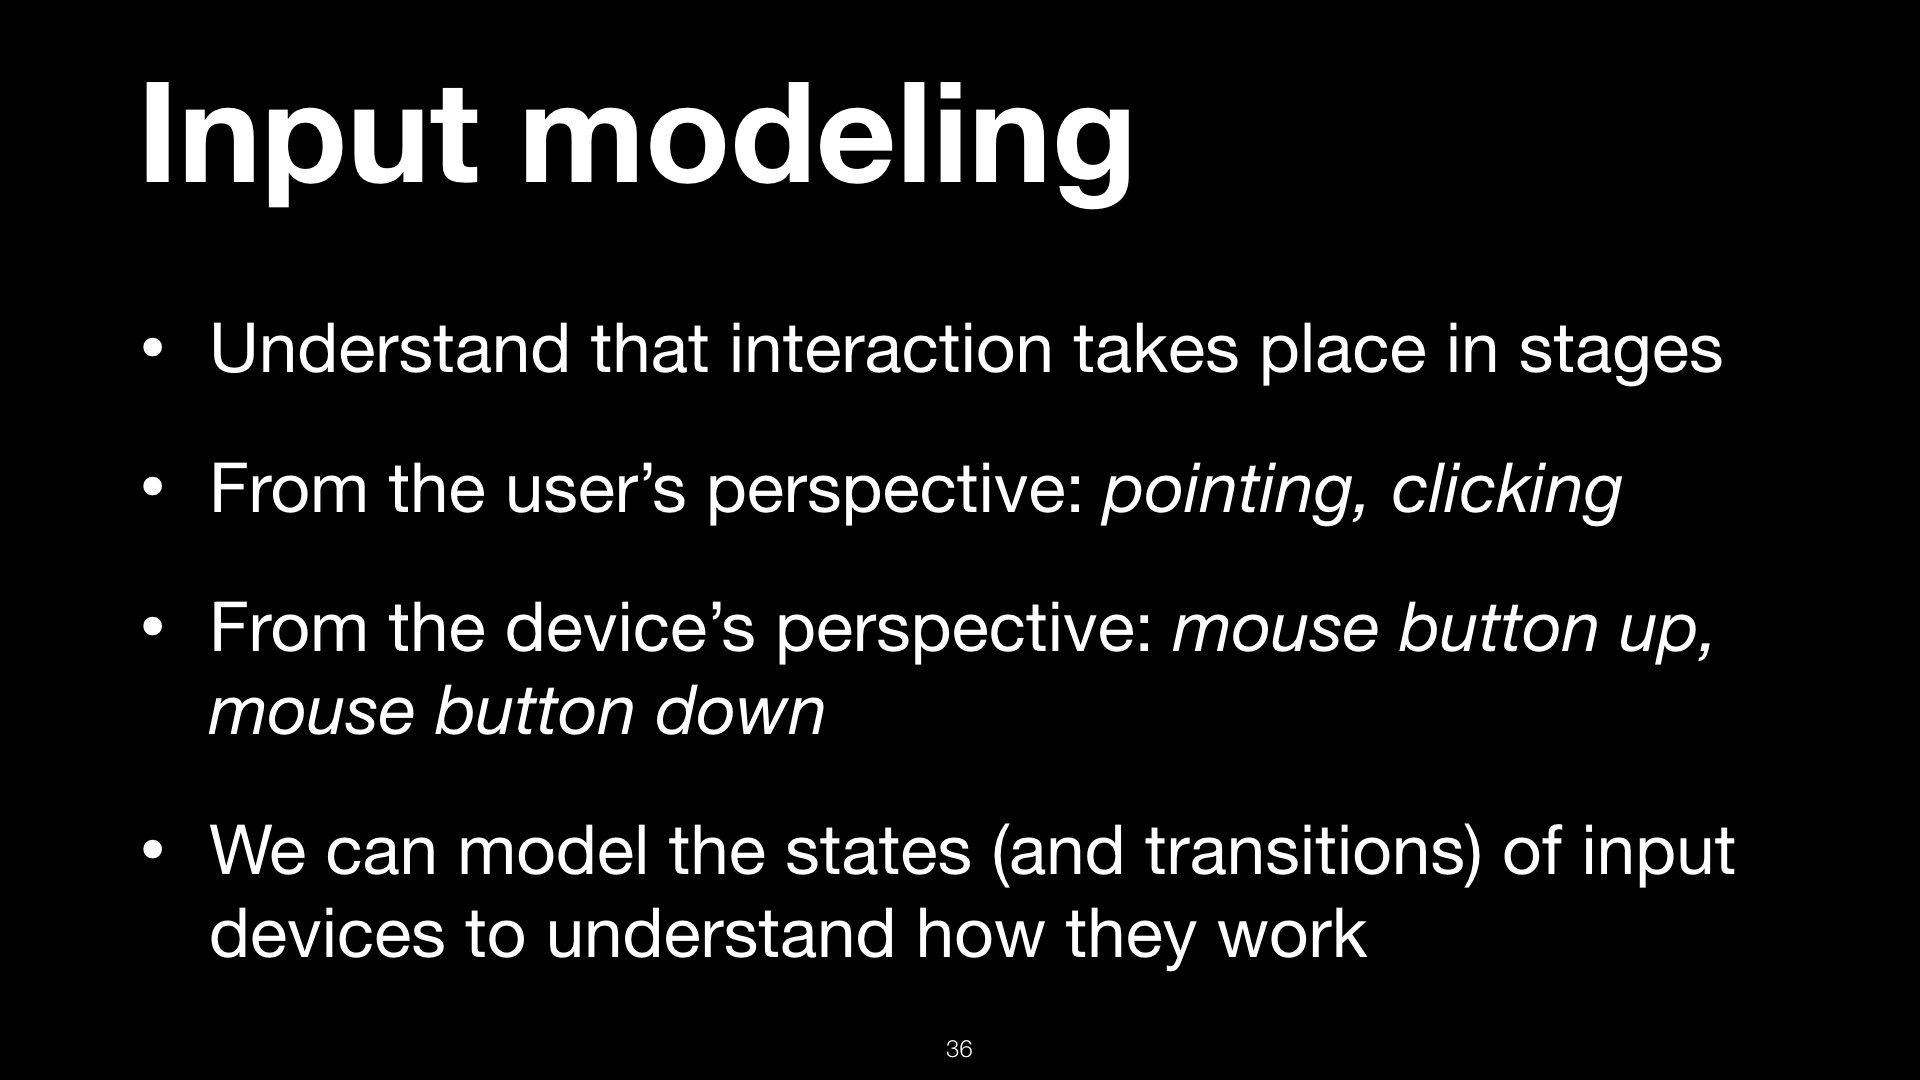 Input modeling
• Understand that interaction takes place in stages
• From the user’s perspective: pointing, clicking
• From the device’s perspective: mouse button up,
mouse button down
• We can model the states (and transitions) of input
devices to understand how they work
36